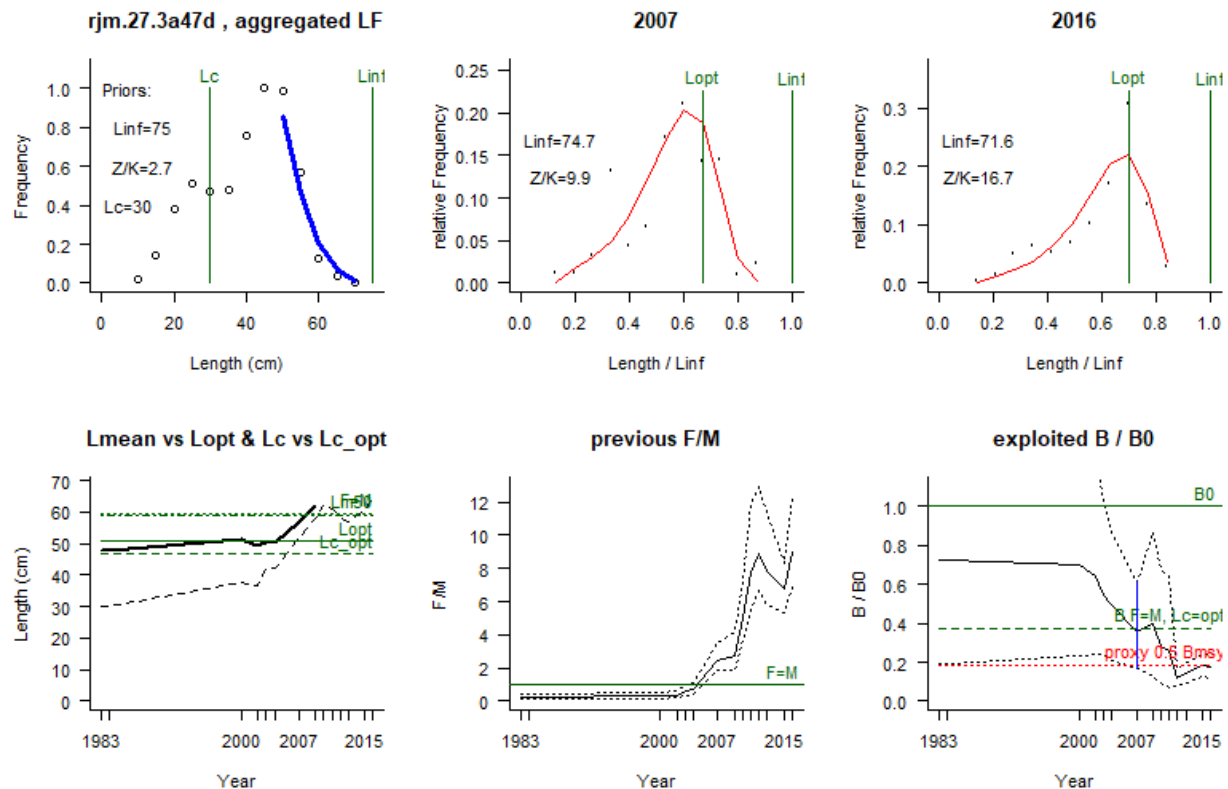 rjm.27.3a47d , aggregated LF
Lc
Linf
Priors:
Linf=75
Z/K=2.7
Lc=30
Frequency
1.0
0.8
0.6
0.4
0.2
0.0
0 20 40 60
Length (cm)
2007
Lopt
Linf
Linf=74.7
Z/K=9.9
relative Frequency
0.25
0.20
0.15
0.10
0.05
0.00
0.0 0.2 0.4 0.6 0.8 1.0
Length / Linf
2016
Lopt
Linf
Linf=71.6
Z/K=16.7
relative Frequency
0.3
0.2
0.1
0.0
0.0 0.2 0.4 0.6 0.8 1.0
Length / Linf
Lmean vs Lopt & Lc vs Lc_opt
Lopt
Lc_opt
Length (cm)
70
60
50
40
30
20
10
0
1983 2000 2007 2015
Year
previous F/M
F=M
F/M
12
10
8
6
4
2
0
1983 2000 2007 2015
Year
exploited B / B0
B0
B F=M, Lc=opt
proxy 0.5 Bmsy
B / B0
1.0
0.8
0.6
0.4
0.2
0.0
1983 2000 2007 2015
Year